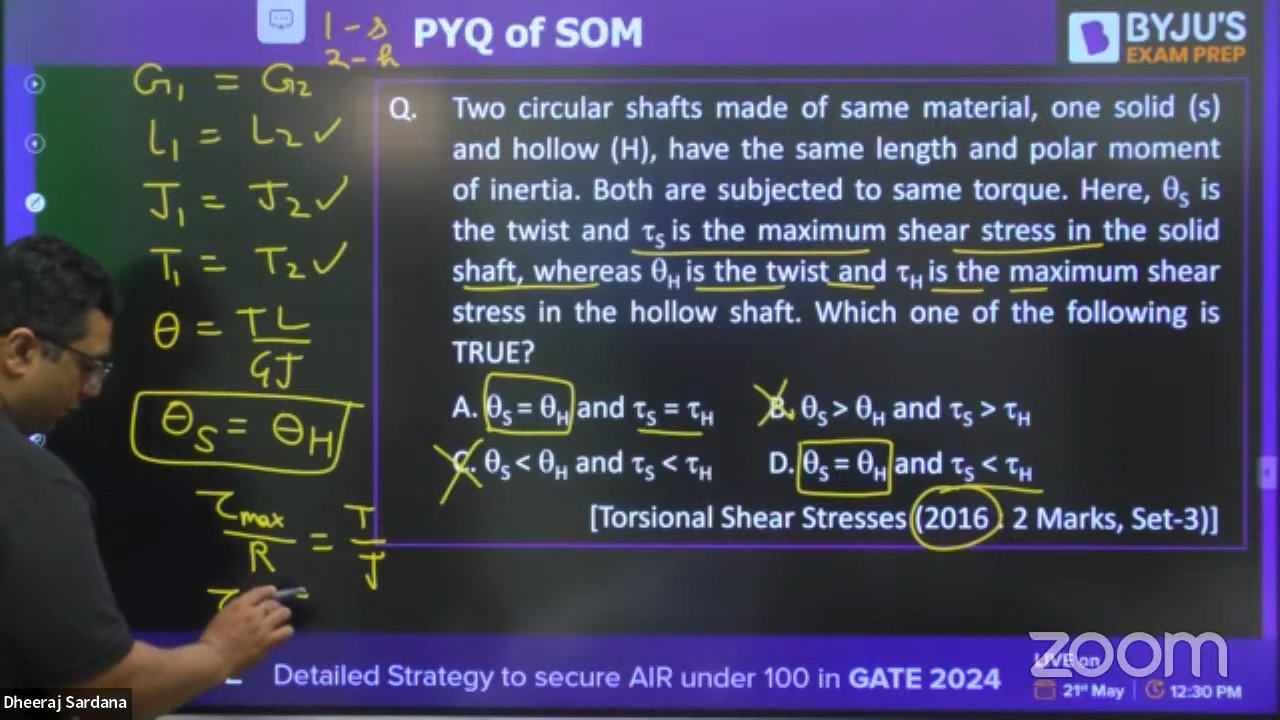 1 - s
2 - h
PYQ of SOM
BYJU'S
EXAM PREP
G₁ = G₂
L₁ = L₂ ✓
J₁ = J₂ ✓
T₁ = T₂ ✓
θ = TL/GJ
θS = θH
τmax/R = T/J
τ =
Q. Two circular shafts made of same material, one solid (s)
and hollow (H), have the same length and polar moment
of inertia. Both are subjected to same torque. Here, θS is
the twist and τS is the maximum shear stress in the solid
shaft, whereas θH is the twist and τH is the maximum shear
stress in the hollow shaft. Which one of the following is
TRUE?
A. θS = θH and τS = τH
B. θS > θH and τS > τH
C. θS < θH and τS < τH
D. θS = θH and τS < τH
[Torsional Shear Stresses (2016 : 2 Marks, Set-3)]
Detailed Strategy to secure AIR under 100 in GATE 2024
LIVE on
zoom
21st May | 12:30 PM
Dheeraj Sardana